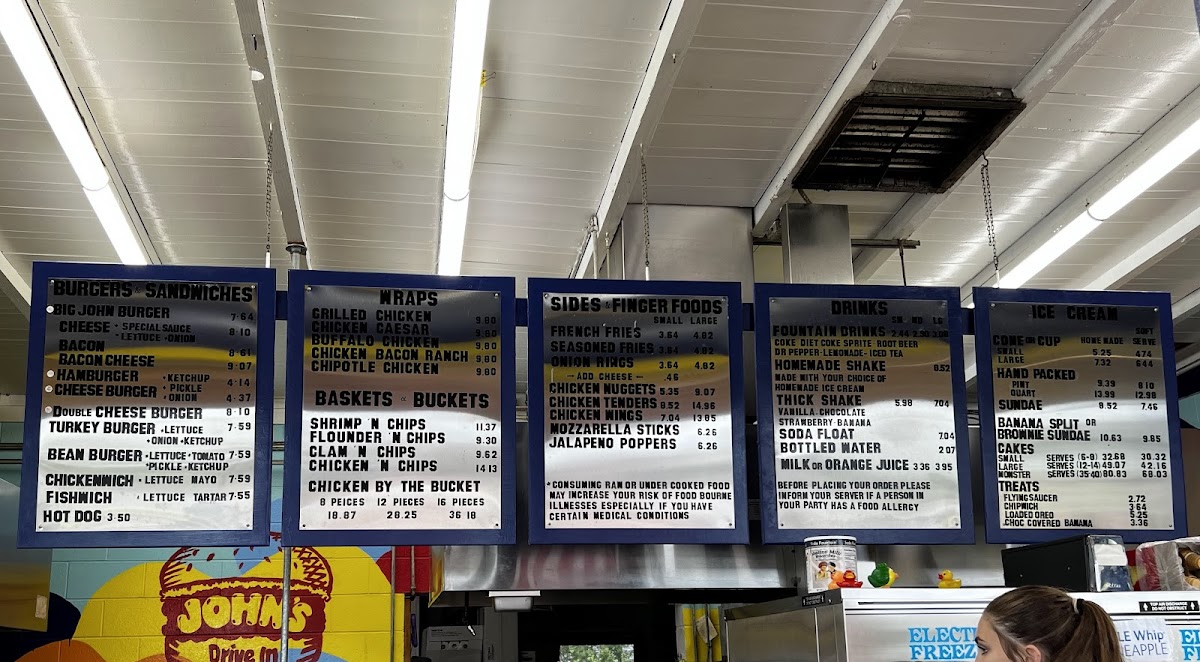 BURGERS & SANDWICHES
BIG JOHN BURGER 7.64
CHEESE • SPECIAL SAUCE 8.10
• LETTUCE • ONION
BACON 8.61
BACON CHEESE 9.07
HAMBURGER • KETCHUP 4.14
• PICKLE
CHEESE BURGER • ONION 4.37
DOUBLE CHEESE BURGER 8.10
TURKEY BURGER • LETTUCE 7.59
• ONION • KETCHUP
BEAN BURGER • LETTUCE • TOMATO 7.59
• PICKLE • KETCHUP
CHICKENWICH • LETTUCE MAYO 7.59
FISHWICH • LETTUCE TARTAR 7.55
HOT DOG 3.50
WRAPS
GRILLED CHICKEN 9.80
CHICKEN CAESAR 9.80
BUFFALO CHICKEN 9.80
CHICKEN BACON RANCH 9.80
CHIPOTLE CHICKEN 9.80
BASKETS OR BUCKETS
SHRIMP 'N CHIPS 11.37
FLOUNDER 'N CHIPS 9.30
CLAM 'N CHIPS 9.62
CHICKEN 'N CHIPS 14.13
CHICKEN BY THE BUCKET
8 PEICES 12 PIECES 16 PIECES
18.87 28.25 36.18
SIDES & FINGER FOODS
SMALL LARGE
FRENCH FRIES 3.64 4.82
SEASONED FRIES 3.64 4.82
ONION RINGS 3.64 4.82
— ADD CHEESE — .46
CHICKEN NUGGETS 5.35 9.07
CHICKEN TENDERS 8.52 14.96
CHICKEN WINGS 7.04 13.85
MOZZARELLA STICKS 6.26
JALAPENO POPPERS 6.26
*CONSUMING RAW OR UNDER COOKED FOOD
MAY INCREASE YOUR RISK OF FOOD BOURNE
ILLNESSES ESPECIALLY IF YOU HAVE
CERTAIN MEDICAL CONDITIONS
DRINKS
SM MD LG
FOUNTAIN DRINKS 2.44 2.90 3.08
COKE DIET COKE SPRITE ROOT BEER
DR PEPPER • LEMONADE • ICED TEA
HOMEMADE SHAKE 8.52
MADE WITH YOUR CHOICE OF
HOMEMADE ICE CREAM
THICK SHAKE 5.98 7.04
VANILLA • CHOCOLATE
STRAWBERRY • BANANA
SODA FLOAT 7.04
BOTTLED WATER 2.07
MILK OR ORANGE JUICE 3.36 3.95
BEFORE PLACING YOUR ORDER PLEASE
INFORM YOUR SERVER IF A PERSON IN
YOUR PARTY HAS A FOOD ALLERGY
ICE CREAM
SOFT
CONE OR CUP HOME MADE SERVE
SMALL 5.25 4.74
LARGE 7.32 6.44
HAND PACKED
PINT 9.39 8.10
QUART 13.99 12.98
SUNDAE 8.52 7.46
BANANA SPLIT OR
BROWNIE SUNDAE 10.63 9.85
CAKES
SMALL SERVES (6-8) 32.68 30.32
LARGE SERVES (12-14) 49.07 42.16
MONSTER SERVES (35-40) 80.83 68.03
TREATS
FLYING SAUCER 2.72
CHIPWICH 3.64
LOADED OREO 5.25
CHOC COVERED BANANA 3.36
JOHN'S
Drive In
ELECTR
FREEZE
LE Whip
EAPPLE
TOP AIR DISCHARGE
DO NOT OBSTRUCT